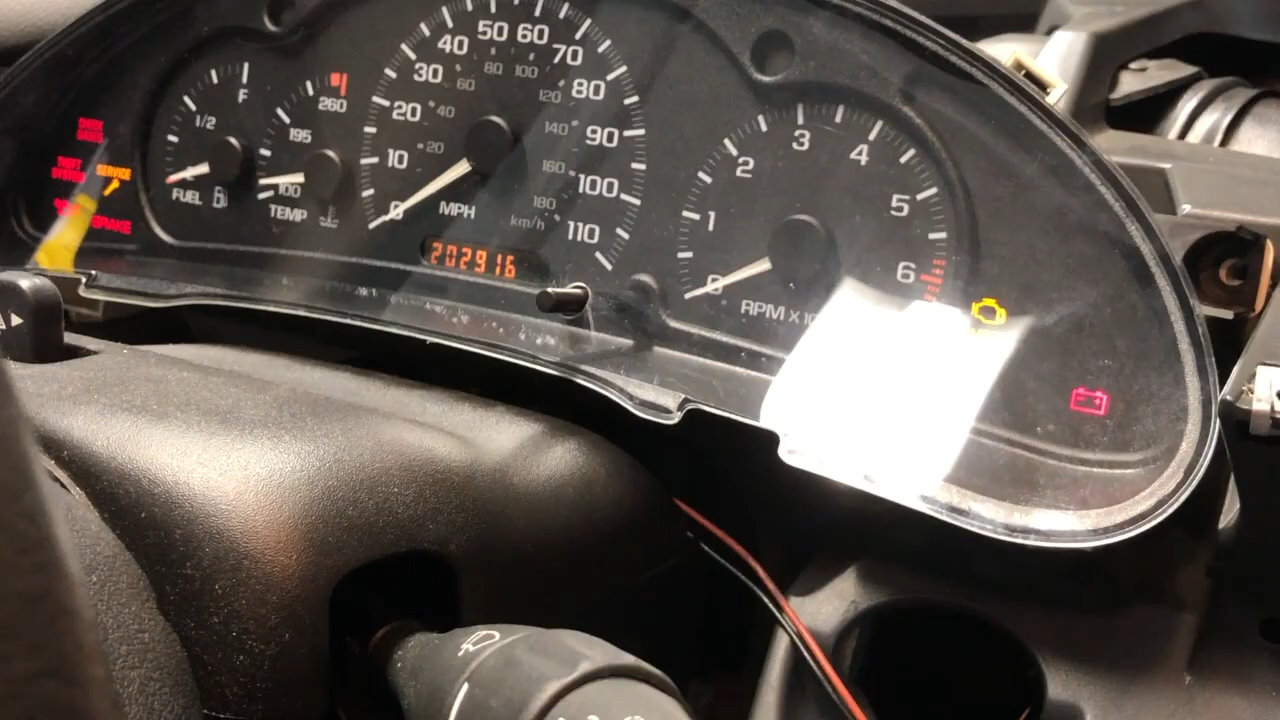 50 60
40 70
30 80 100
60
260 120 80
F
20 40
1/2
CHECK GAGES
195 140 90
3
2 4
10 20
THEFT SYSTEM
SERVICE
160 100
100
FUEL
TEMP
0 MPH 180
km/h 110
1 5
BRAKE
202916
6
0
RPM X